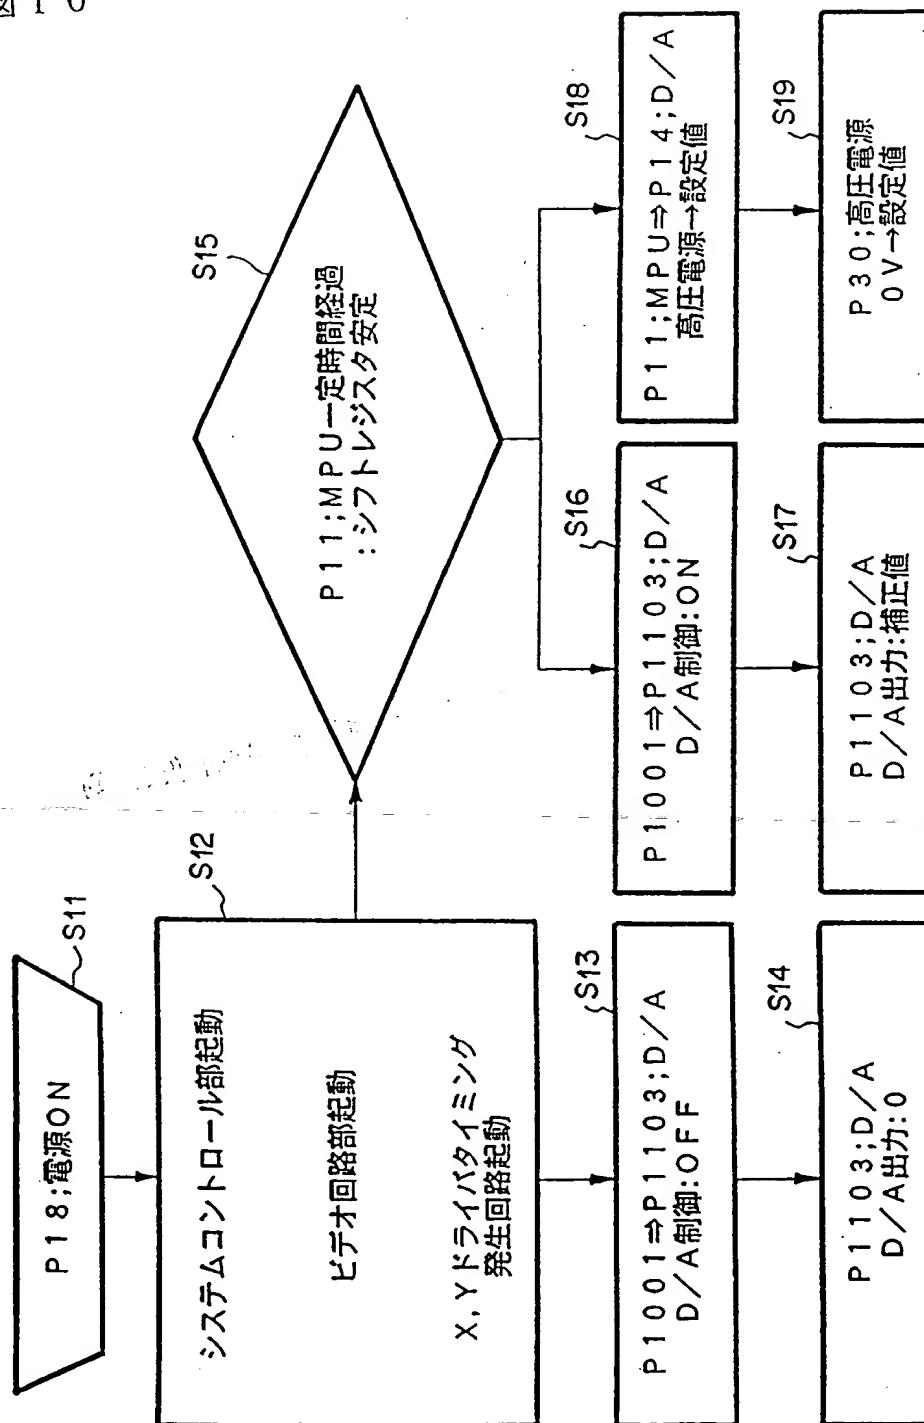 図10
P18;電源ON
S11
システムコントロール部起動
ビデオ回路部起動
X,Yドライバタイミング
発生回路起動
S12
P1001⇒P1103;D/A
D/A制御:OFF
S13
P1103;D/A
D/A出力:0
S14
P11;MPU一定時間経過
:シフトレジスタ安定
S15
P1001⇒P1103;D/A
D/A制御:ON
S16
P1103;D/A
D/A出力:補正値
S17
P11;MPU⇒P14;D/A
高圧電源→設定値
S18
P30;高圧電源
0V→設定値
S19